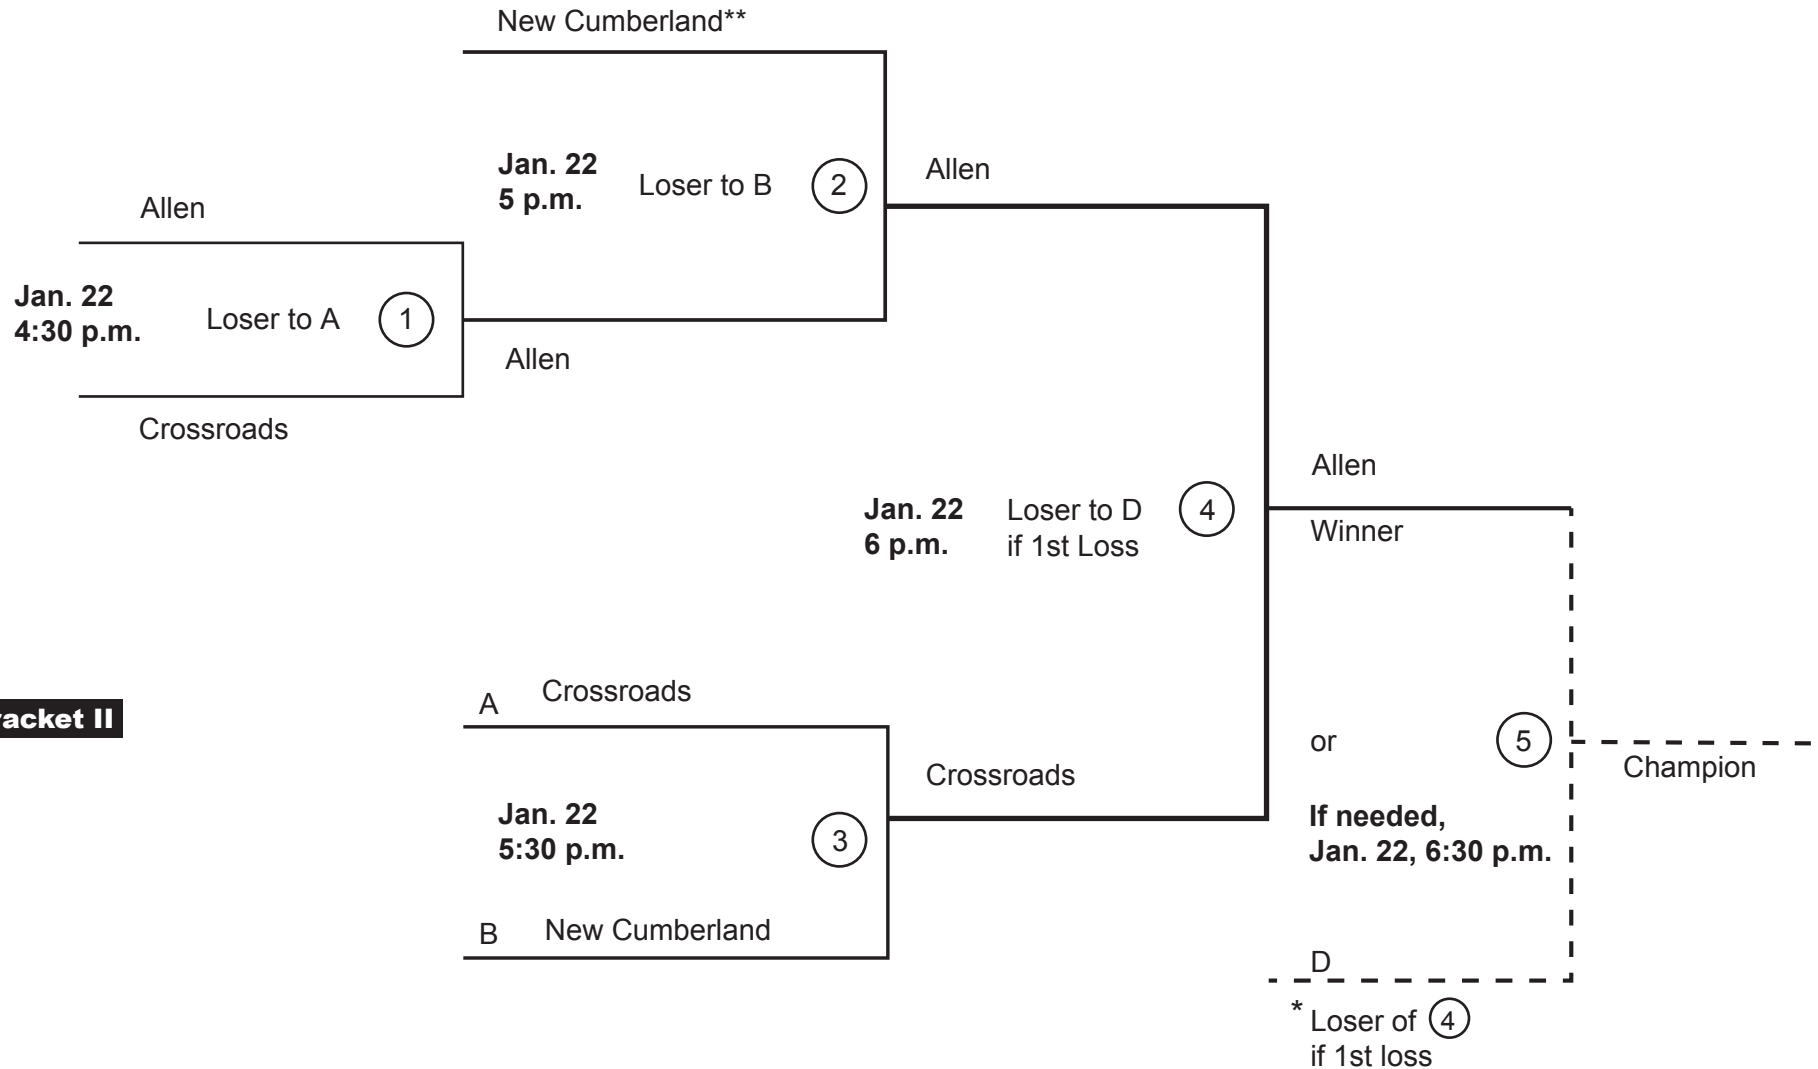 New Cumberland**
Jan. 22
5 p.m.
Loser to B
2
Allen
Allen
Jan. 22
4:30 p.m.
Loser to A
1
Allen
Crossroads
Allen
Winner
Jan. 22
6 p.m.
Loser to D
if 1st Loss
4
A
Crossroads
racket II
Crossroads
Jan. 22
5:30 p.m.
3
B
New Cumberland
or
5
Champion
If needed,
Jan. 22, 6:30 p.m.
D
* Loser of 4
if 1st loss